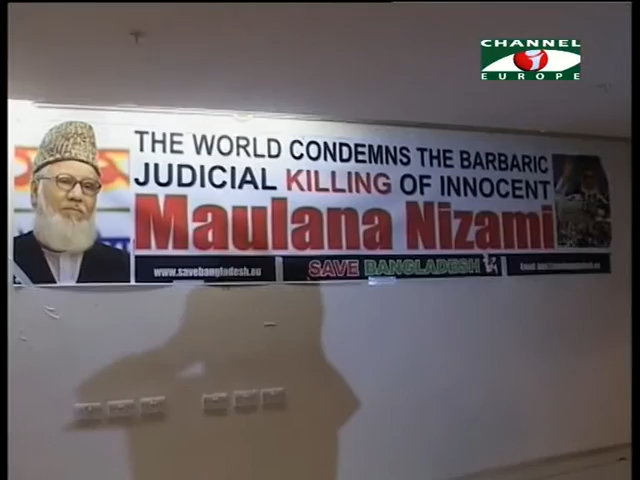 CHANNEL
i
EUROPE
THE WORLD CONDEMNS THE BARBARIC
JUDICIAL KILLING OF INNOCENT
Maulana Nizami
www.savebangladesh.eu
SAVE BANGLADESH